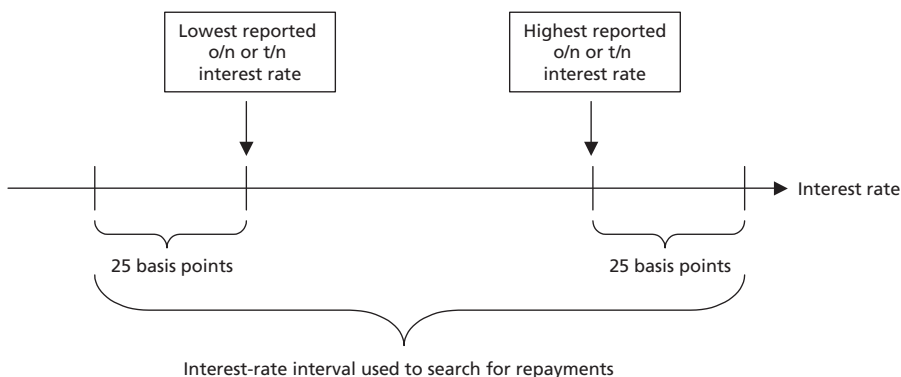 Lowest reported
o/n or t/n
interest rate
Highest reported
o/n or t/n
interest rate
Interest rate
25 basis points
25 basis points
Interest-rate interval used to search for repayments